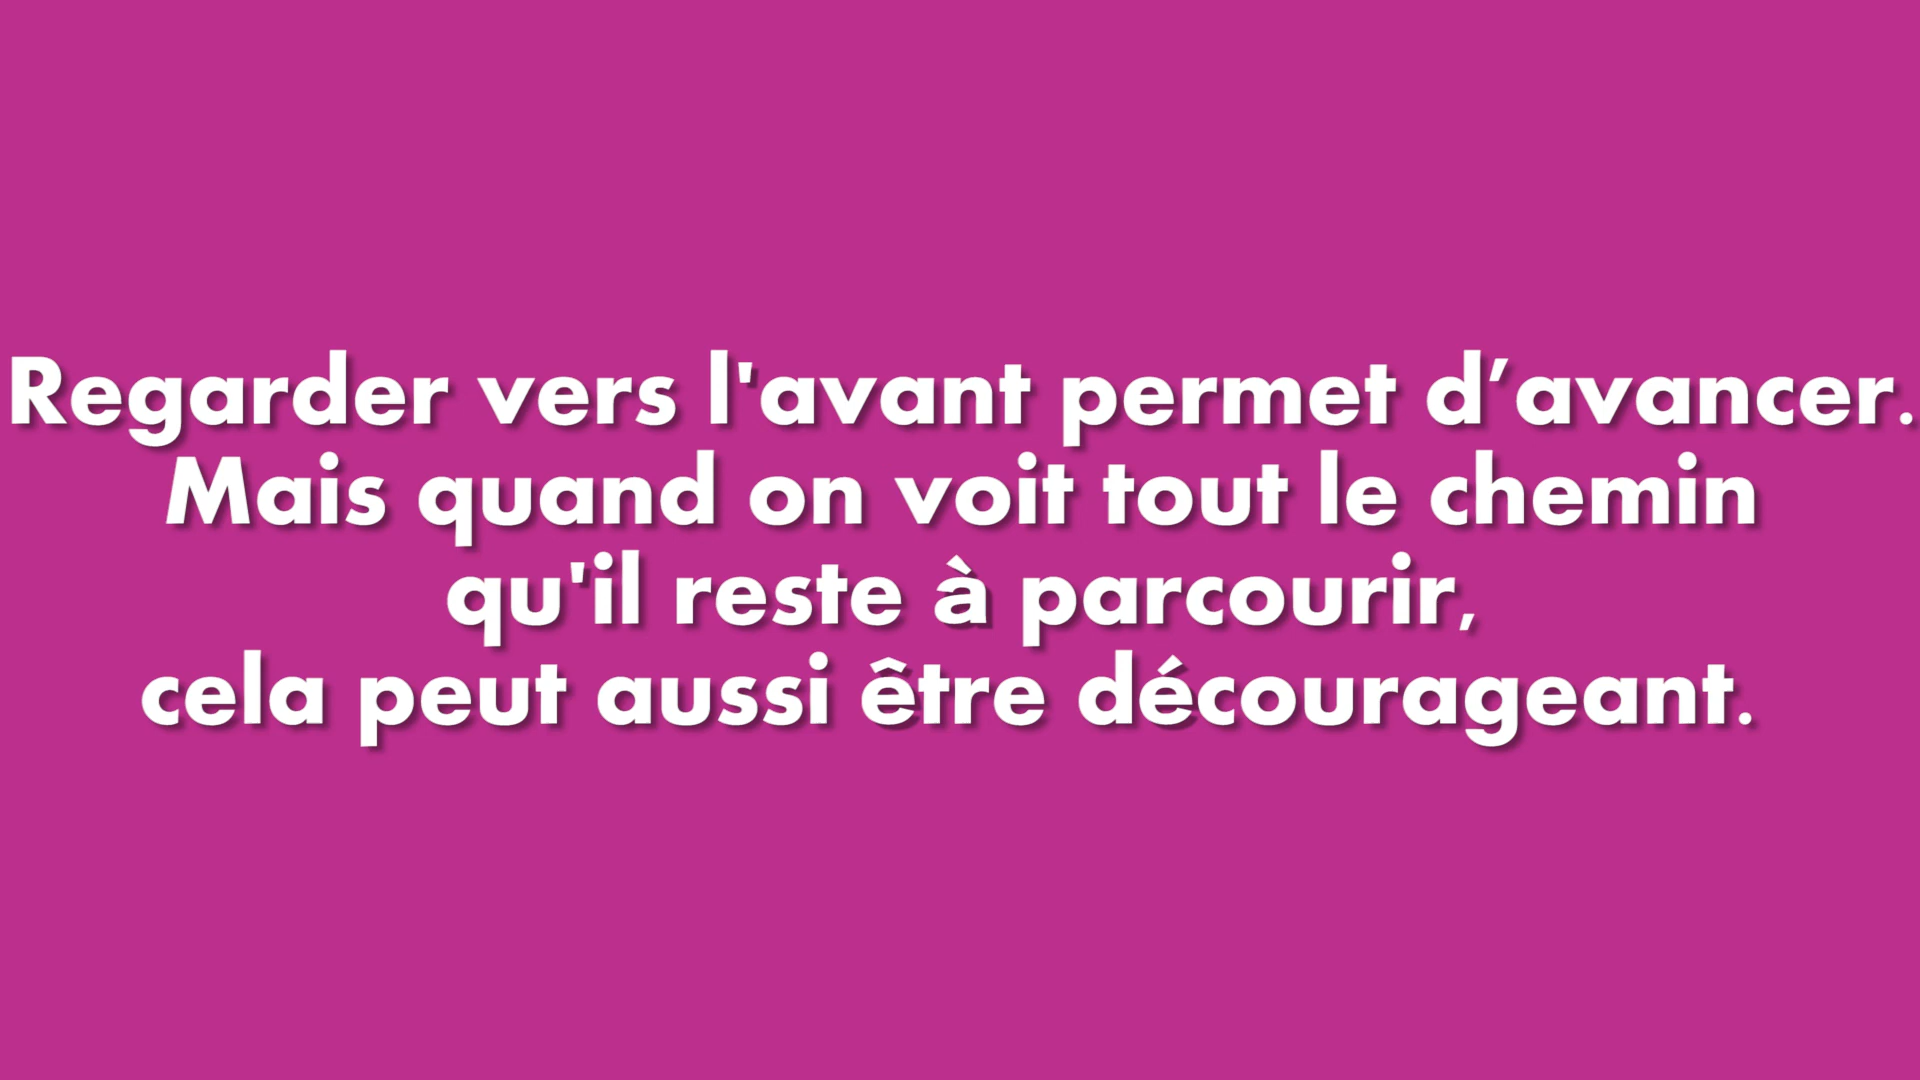 Regarder vers l'avant permet d’avancer.
Mais quand on voit tout le chemin
qu'il reste à parcourir,
cela peut aussi être décourageant.